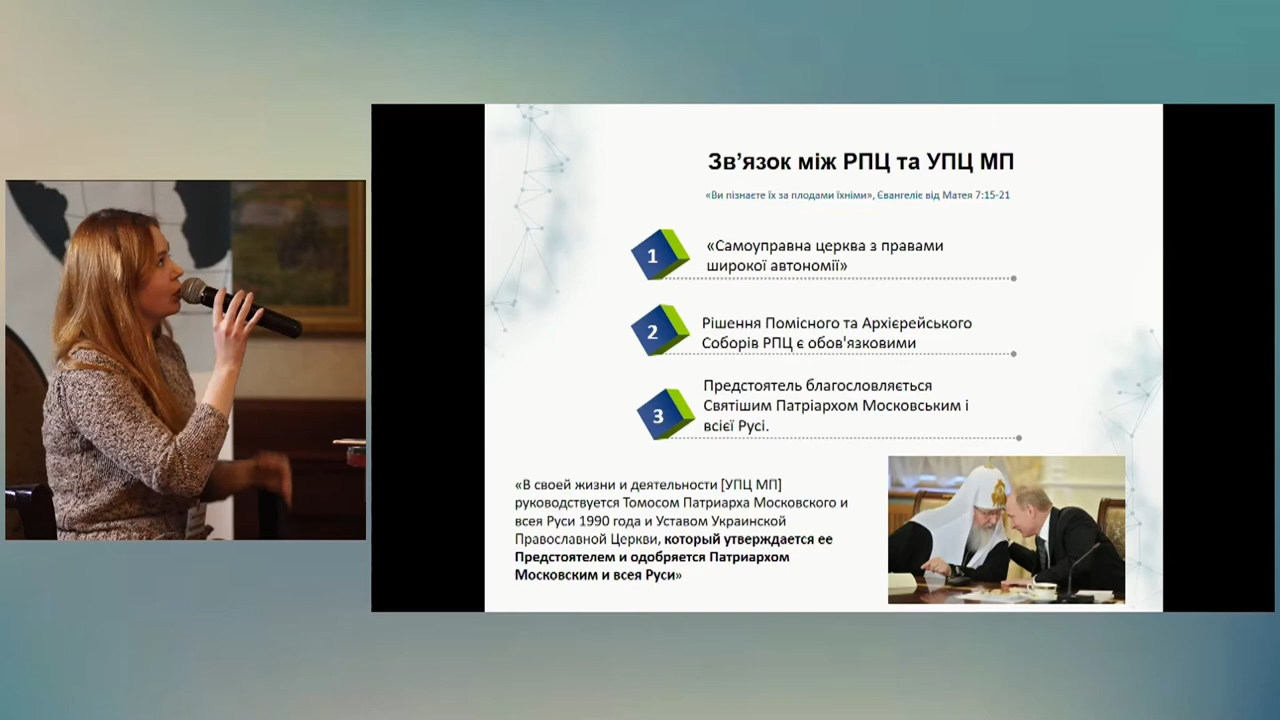 Зв’язок між РПЦ та УПЦ МП
«Ви пізнаєте їх за плодами їхніми», Євангеліє від Матея 7:15-21
1
«Самоуправна церква з правами
широкої автономії»
2
Рішення Помісного та Архієрейського
Соборів РПЦ є обов'язковими
3
Предстоятель благословляється
Святішим Патріархом Московським і
всієї Русі.
«В своей жизни и деятельности [УПЦ МП]
руководствуется Томосом Патриарха Московского и
всея Руси 1990 года и Уставом Украинской
Православной Церкви, который утверждается ее
Предстоятелем и одобряется Патриархом
Московским и всея Руси»